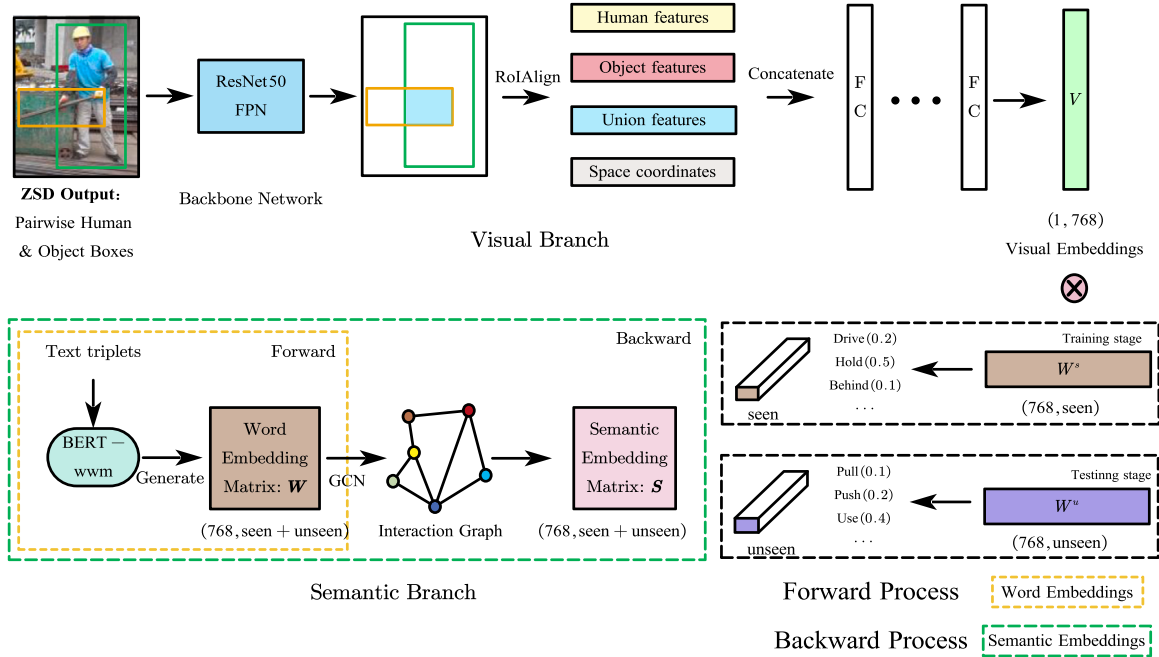 ZSD Output:
Pairwise Human
& Object Boxes
ResNet50
FPN
Backbone Network
RoIAlign
Human features
Object features
Union features
Space coordinates
Concatenate
F
C
F
C
V
(1, 768)
Visual Embeddings
Visual Branch
Text triplets
Forward
Backward
BERT –
wwm
Generate
Word
Embedding
Matrix: W
(768, seen + unseen)
GCN
Interaction Graph
Semantic
Embedding
Matrix: S
(768, seen + unseen)
Semantic Branch
seen
Drive(0.2)
Hold(0.5)
Behind(0.1)
...
Training stage
Wˢ
(768, seen)
unseen
Pull(0.1)
Push(0.2)
Use(0.4)
...
Testinng stage
Wᵘ
(768, unseen)
Forward Process
Word Embeddings
Backward Process
Semantic Embeddings